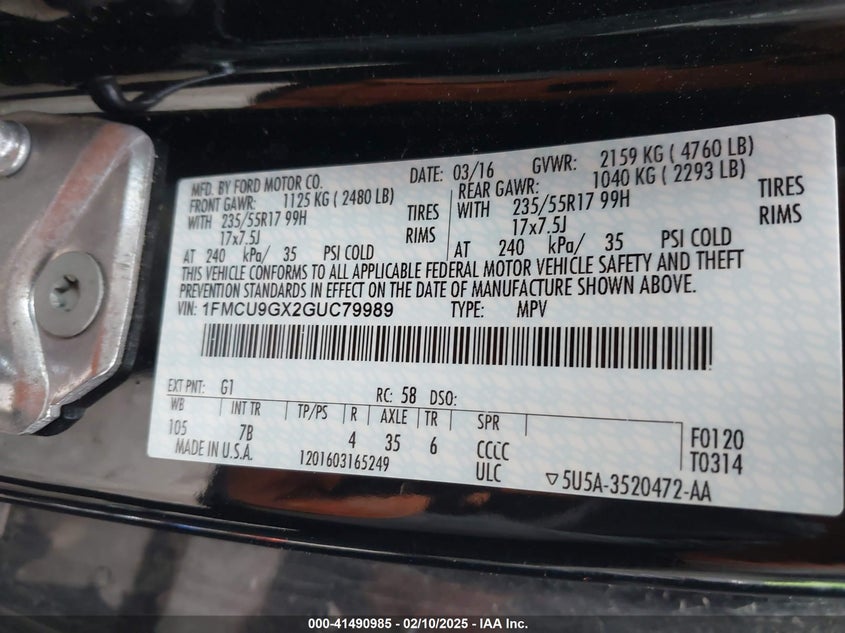 MFD. BY FORD MOTOR CO.
DATE: 03/16 GVWR: 2159 KG ( 4760 LB)
FRONT GAWR: 1125 KG ( 2480 LB) REAR GAWR: 1040 KG ( 2293 LB)
WITH 235/55R17 99H TIRES WITH 235/55R17 99H TIRES
17x7.5J RIMS 17x7.5J RIMS
AT 240 kPa/ 35 PSI COLD AT 240 kPa/ 35 PSI COLD
THIS VEHICLE CONFORMS TO ALL APPLICABLE FEDERAL MOTOR VEHICLE SAFETY AND THEFT
PREVENTION STANDARDS IN EFFECT ON THE DATE OF MANUFACTURE SHOWN ABOVE.
VIN: 1FMCU9GX2GUC79989 TYPE: MPV
EXT PNT: G1 RC: 58 DSO:
WB INT TR TP/PS R AXLE TR SPR
105 7B 4 35 6 CCCC
F0120
MADE IN U.S.A. 1201603165249 ULC
T0314
▽5U5A-3520472-AA
000-41490985 - 02/10/2025 - IAA Inc.